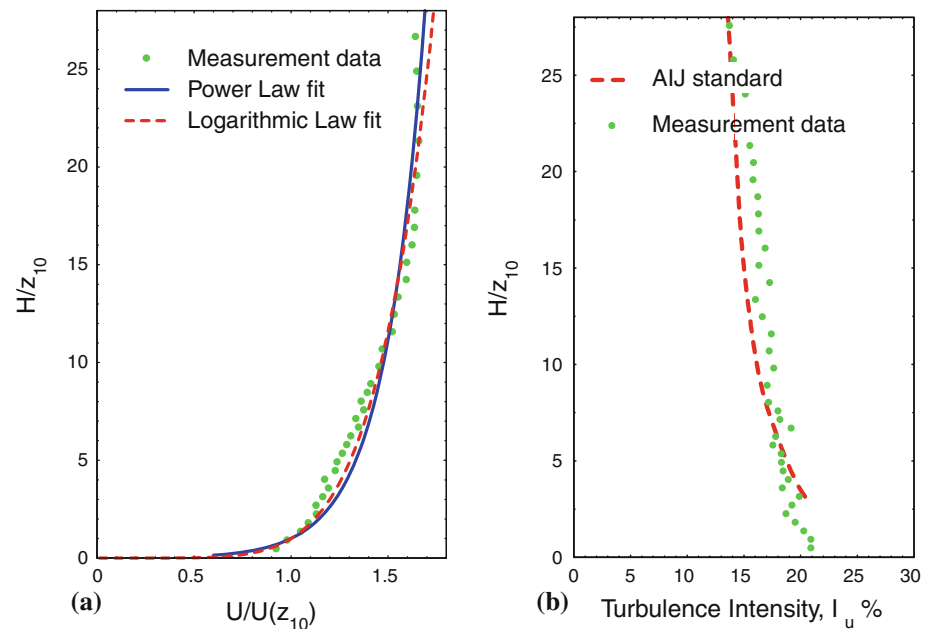 Measurement data
Power Law fit
Logarithmic Law fit
H/z10
25
20
15
10
5
0
0
0.5
1.0
1.5
(a)
U/U(z10)
AIJ standard
Measurement data
H/z10
25
20
15
10
5
0
0 5 10 15 20 25 30
(b)
Turbulence Intensity, I u %